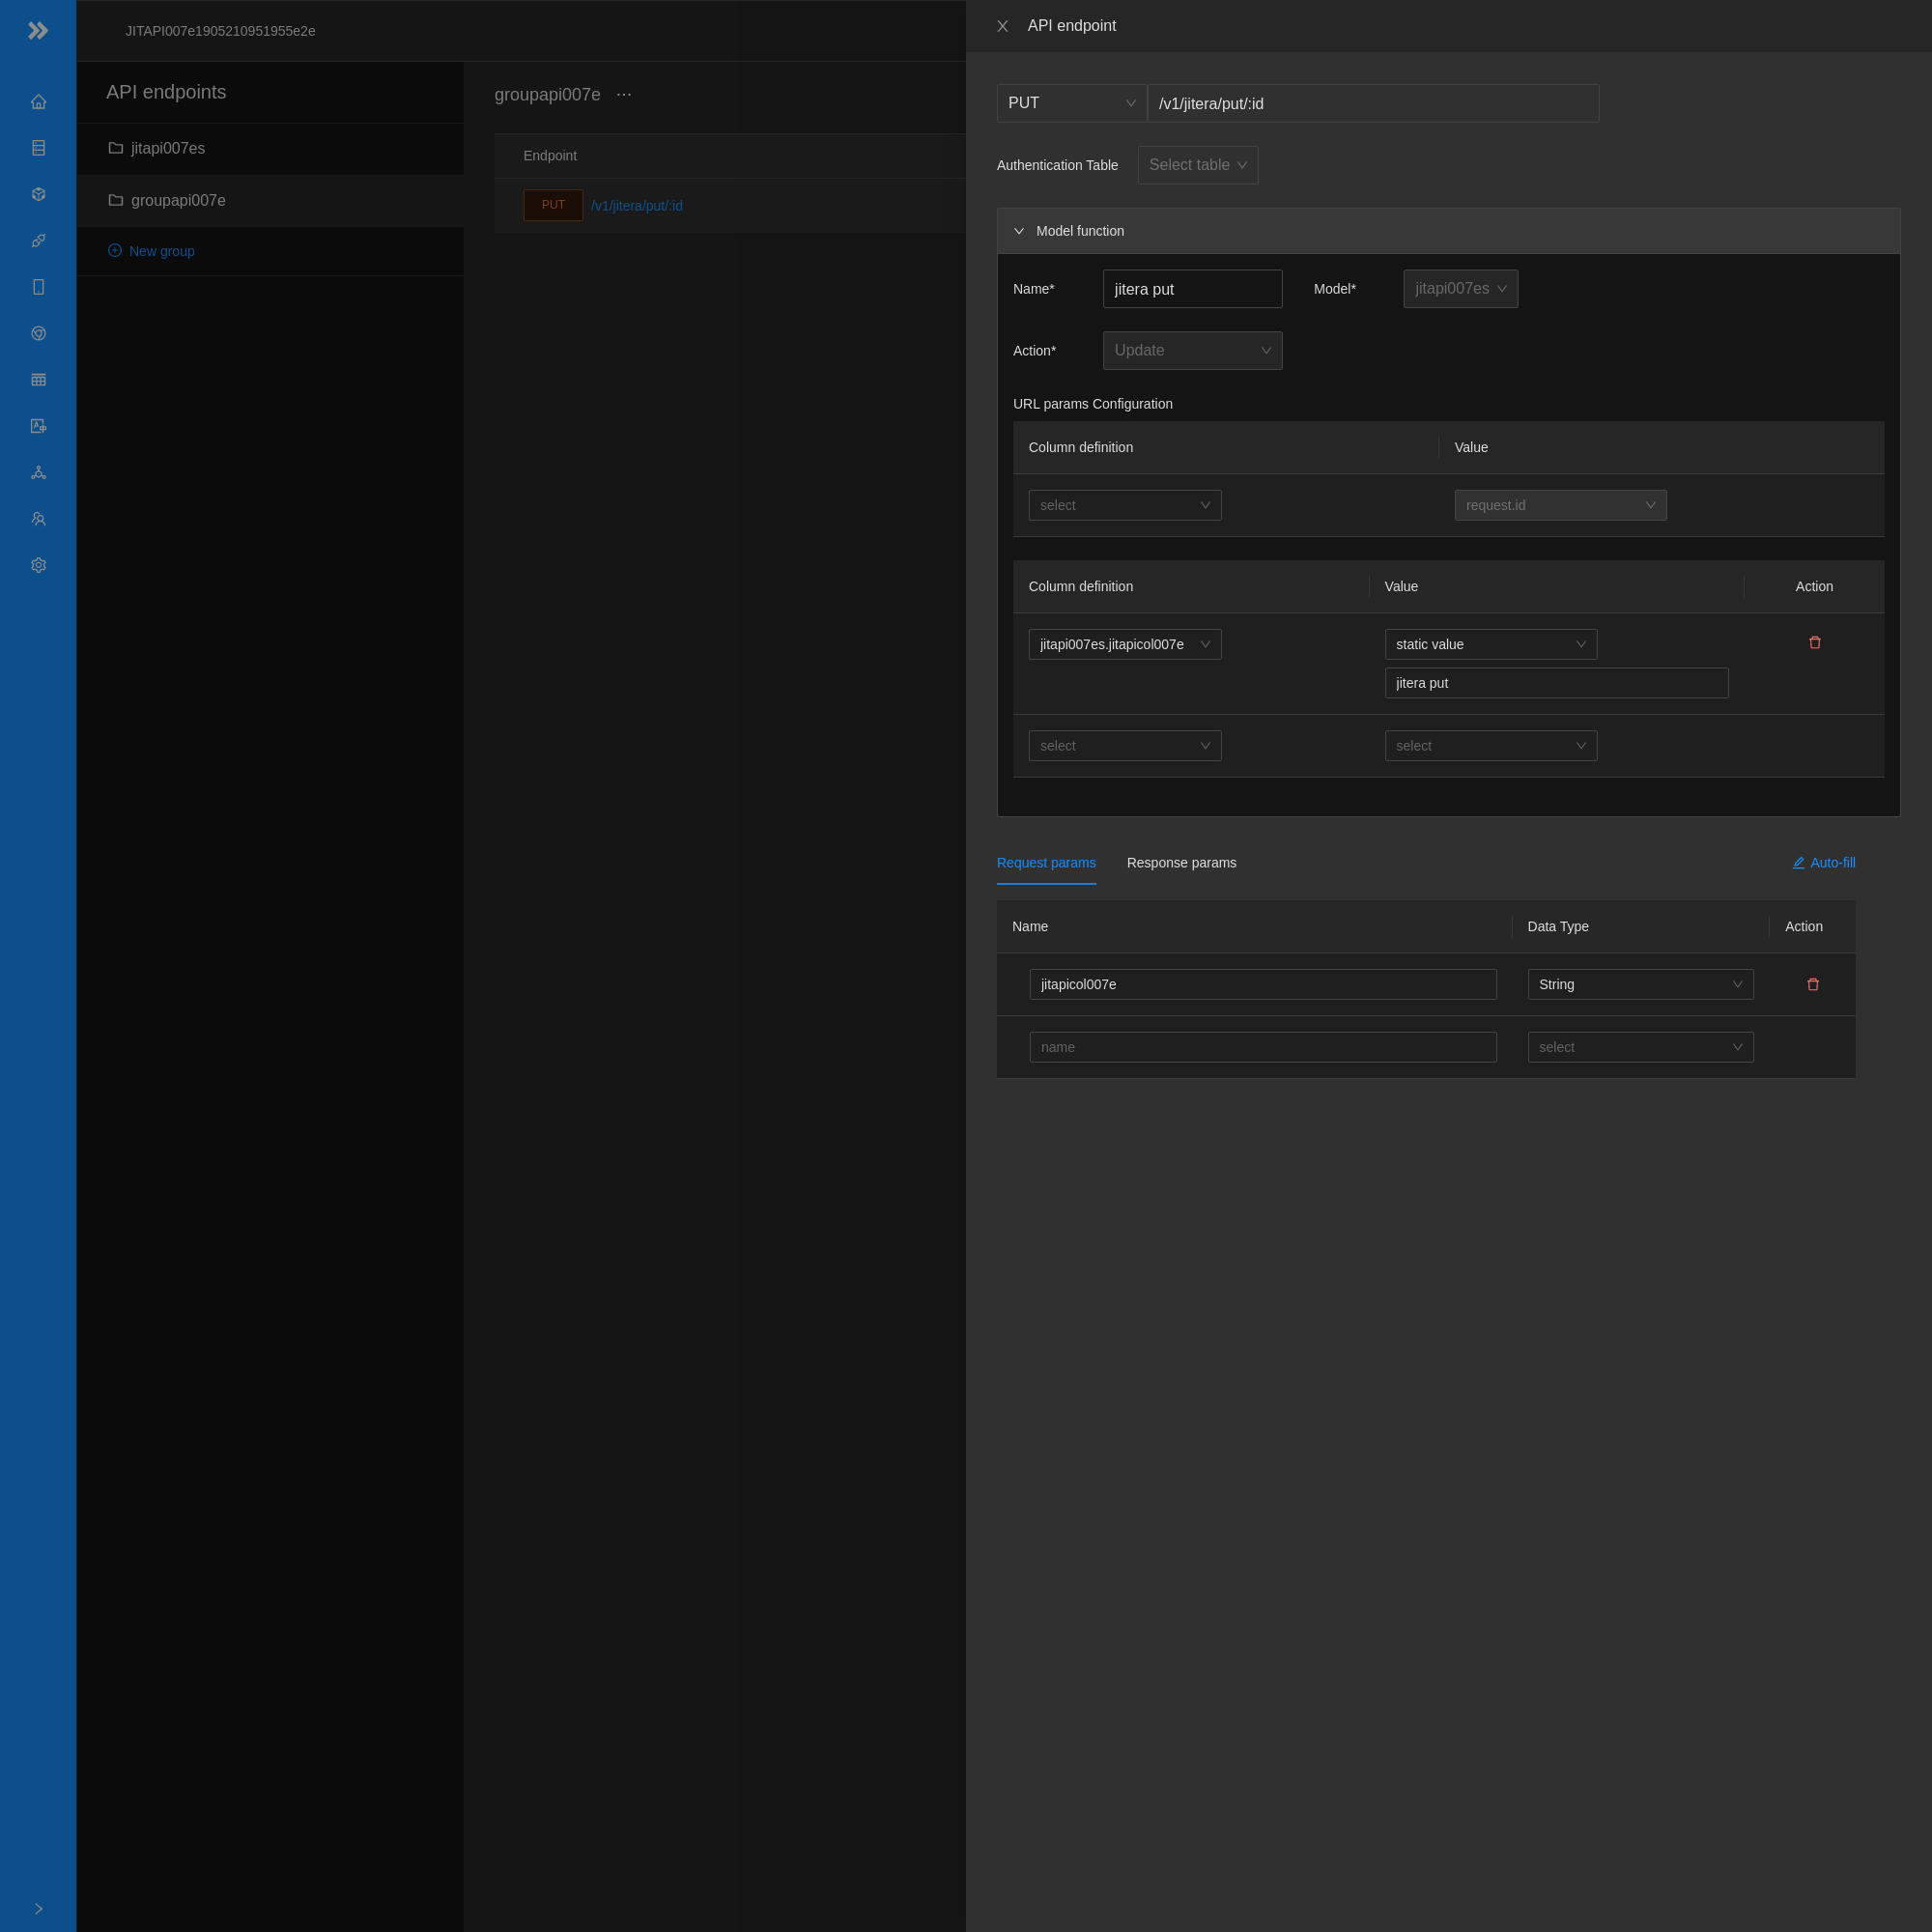 JITAPI007e1905210951955e2e
API endpoints
jitapi007es
groupapi007e
New group
groupapi007e ...
Endpoint
PUT /v1/jitera/put/:id
API endpoint
PUT /v1/jitera/put/:id
Authentication Table Select table
Model function
Name* jitera put Model* jitapi007es
Action* Update
URL params Configuration
Column definition Value
select request.id
Column definition Value Action
jitapi007es.jitapicol007e static value
jitera put
select select
Request params Response params Auto-fill
Name Data Type Action
jitapicol007e String
name select